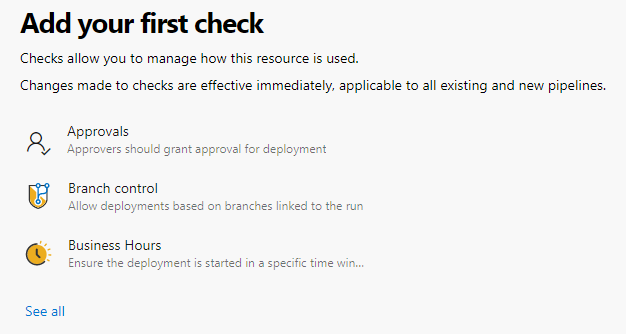 Add your first check
Checks allow you to manage how this resource is used.
Changes made to checks are effective immediately, applicable to all existing and new pipelines.
Approvals
Approvers should grant approval for deployment
Branch control
Allow deployments based on branches linked to the run
Business Hours
Ensure the deployment is started in a specific time win...
See all